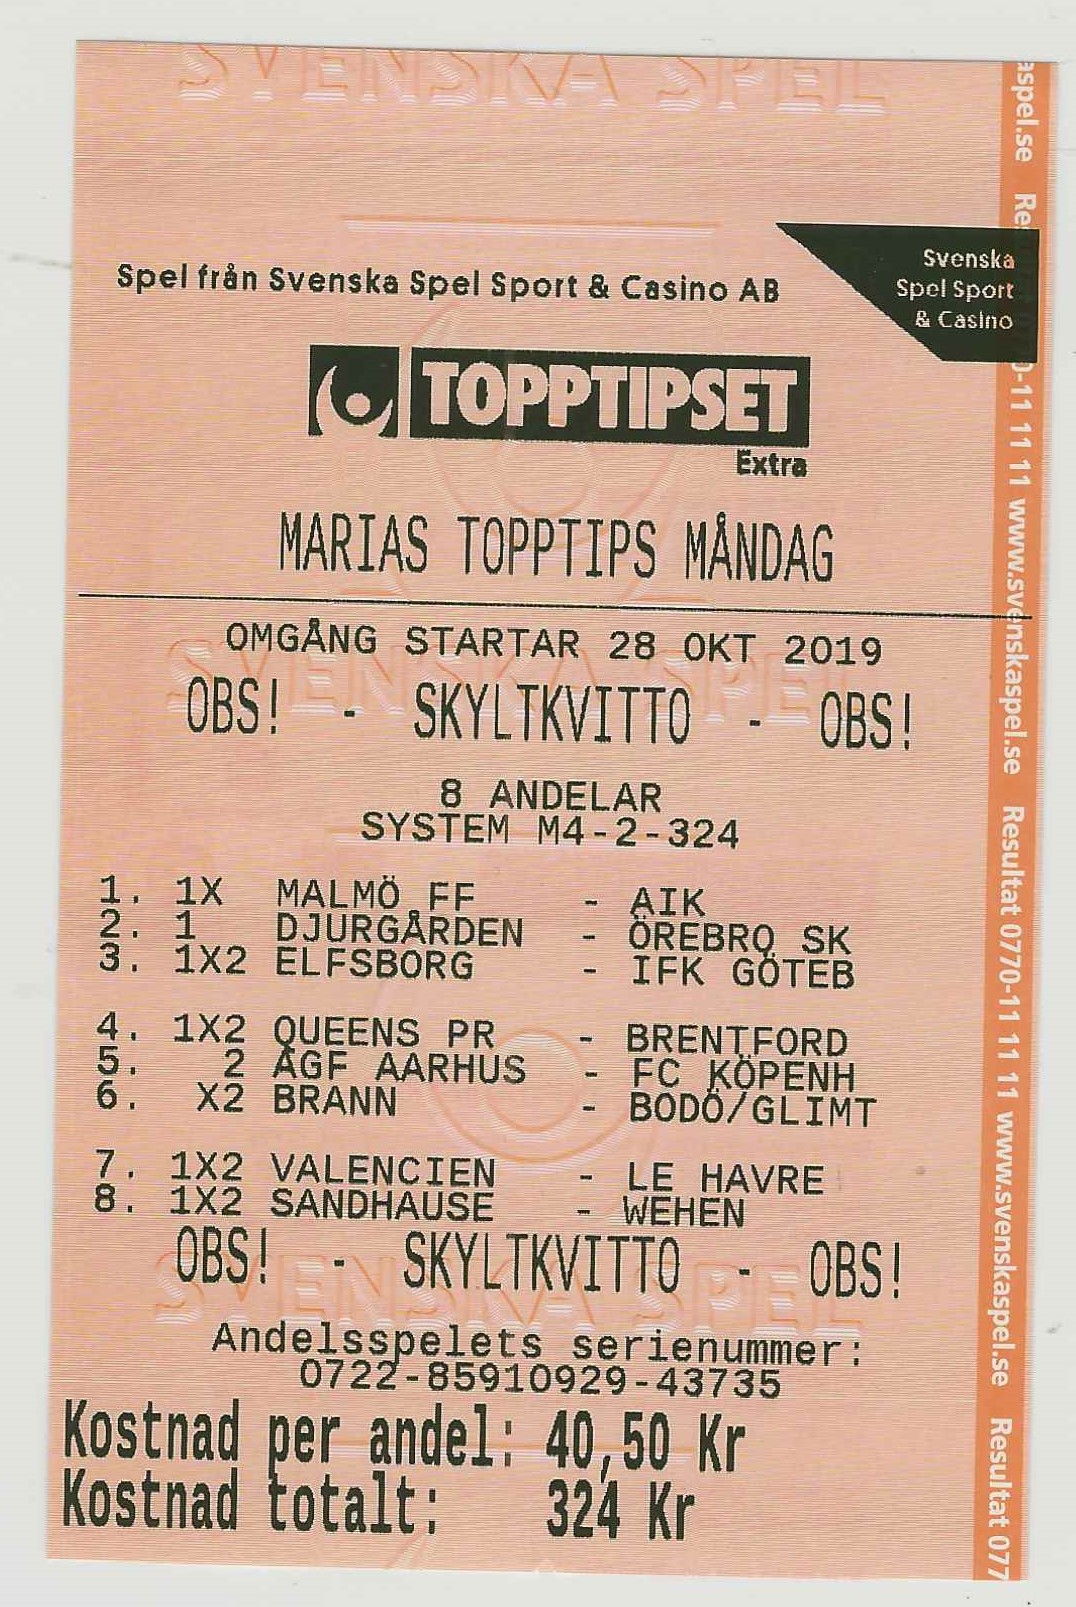 SVENSKA SPEL
Spel från Svenska Spel Sport & Casino AB
Svenska
Spel Sport
& Casino
TOPPTIPSET
Extra
MARIAS TOPPTIPS MÅNDAG
OMGÅNG STARTAR 28 OKT 2019
SVENSKA SPEL
OBS! - SKYLTKVITTO - OBS!
8 ANDELAR
SYSTEM M4-2-324
1. 1X MALMÖ FF - AIK
2. 1 DJURGÅRDEN - ÖREBRO SK
3. 1X2 ELFSBORG - IFK GÖTEB
4. 1X2 QUEENS PR - BRENTFORD
5. 2 AGF AARHUS - FC KÖPENH
6. X2 BRANN - BODÖ/GLIMT
7. 1X2 VALENCIEN - LE HAVRE
8. 1X2 SANDHAUSE - WEHEN
OBS! - SKYLTKVITTO - OBS!
SVENSKA SPEL
Andelsspelets serienummer:
0722-85910929-43735
Kostnad per andel: 40,50 Kr
Kostnad totalt: 324 Kr
aspel.se Re 0-11 11 11 www.svenskaspel.se Resultat 0770-11 11 11 www.svenskaspel.se Resultat 077